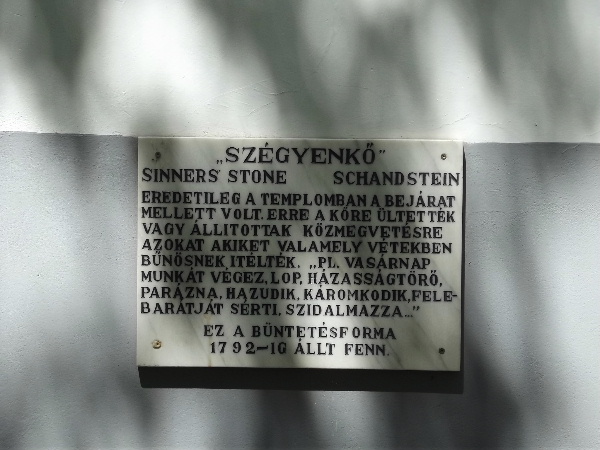 „SZÉGYENKŐ"
SINNERS' STONE SCHANDSTEIN
EREDETILEG A TEMPLOMBAN A BEJÁRAT
MELLETT VOLT. ERRE A KŐRE ÜLTETTÉK
VAGY ÁLLITOTTAK KÖZMEGVETÉSRE
AZOKAT AKIKET VALAMELY VÉTEKBEN
BŰNÖSNEK ITÉLTEK. „PL. VASÁRNAP
MUNKÁT VÉGEZ, LOP, HÁZASSÁGTÖRŐ,
PARÁZNA, HAZUDIK, KÁROMKODIK, FELE-
BARÁTJÁT SÉRTI, SZIDALMAZZA..."
EZ A BÜNTETÉSFORMA
1792-IG ÁLLT FENN.